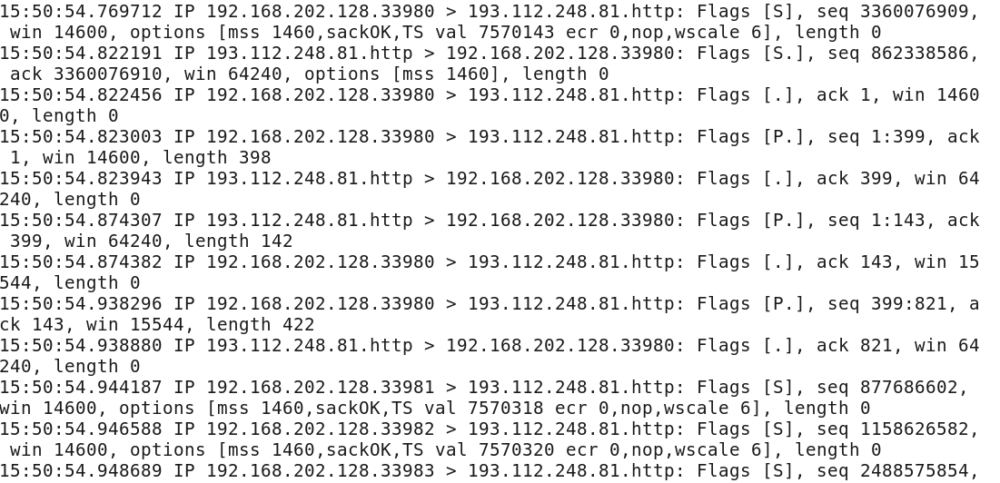 15:50:54.769712 IP 192.168.202.128.33980 > 193.112.248.81.http: Flags [S], seq 3360076909,
 win 14600, options [mss 1460,sackOK,TS val 7570143 ecr 0,nop,wscale 6], length 0
15:50:54.822191 IP 193.112.248.81.http > 192.168.202.128.33980: Flags [S.], seq 862338586,
 ack 3360076910, win 64240, options [mss 1460], length 0
15:50:54.822456 IP 192.168.202.128.33980 > 193.112.248.81.http: Flags [.], ack 1, win 1460
0, length 0
15:50:54.823003 IP 192.168.202.128.33980 > 193.112.248.81.http: Flags [P.], seq 1:399, ack
 1, win 14600, length 398
15:50:54.823943 IP 193.112.248.81.http > 192.168.202.128.33980: Flags [.], ack 399, win 64
240, length 0
15:50:54.874307 IP 193.112.248.81.http > 192.168.202.128.33980: Flags [P.], seq 1:143, ack
 399, win 64240, length 142
15:50:54.874382 IP 192.168.202.128.33980 > 193.112.248.81.http: Flags [.], ack 143, win 15
544, length 0
15:50:54.938296 IP 192.168.202.128.33980 > 193.112.248.81.http: Flags [P.], seq 399:821, a
ck 143, win 15544, length 422
15:50:54.938880 IP 193.112.248.81.http > 192.168.202.128.33980: Flags [.], ack 821, win 64
240, length 0
15:50:54.944187 IP 192.168.202.128.33981 > 193.112.248.81.http: Flags [S], seq 877686602,
win 14600, options [mss 1460,sackOK,TS val 7570318 ecr 0,nop,wscale 6], length 0
15:50:54.946588 IP 192.168.202.128.33982 > 193.112.248.81.http: Flags [S], seq 1158626582,
 win 14600, options [mss 1460,sackOK,TS val 7570320 ecr 0,nop,wscale 6], length 0
15:50:54.948689 IP 192.168.202.128.33983 > 193.112.248.81.http: Flags [S], seq 2488575854,